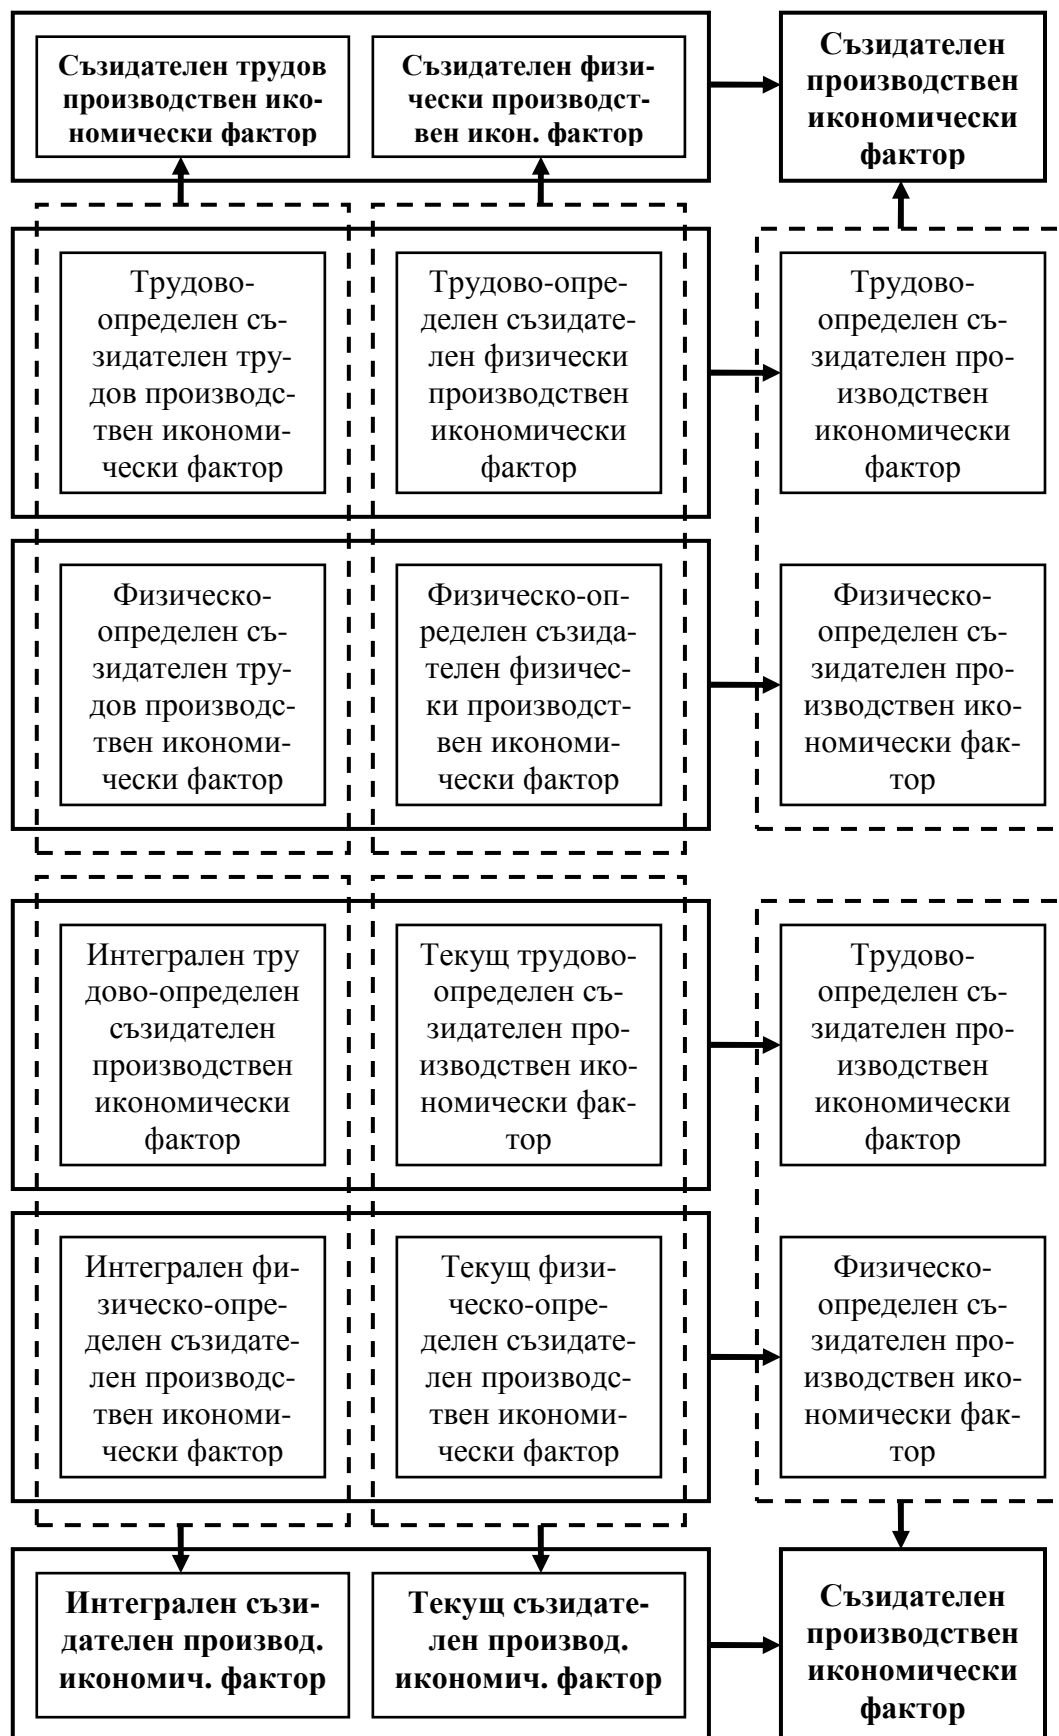 Съзидателен трудов
производствен ико-
номически фактор
Съзидателен физи-
чески производст-
вен икон. фактор
Съзидателен
производствен
икономически
фактор
Трудово-
определен съ-
зидателен тру-
дов производс-
твен икономи-
чески фактор
Трудово-опре-
делен съзидате-
лен физически
производствен
икономически
фактор
Трудово-
определен съ-
зидателен про-
изводствен
икономически
фактор
Физическо-
определен съ-
зидателен тру-
дов производс-
твен икономи-
чески фактор
Физическо-оп-
ределен съзида-
телен физичес-
ки производст-
вен икономи-
чески фактор
Физическо-
определен съ-
зидателен про-
изводствен ико-
номически фак-
тор
Интегрален тру
дово-определен
съзидателен
производствен
икономически
фактор
Текущ трудово-
определен съ-
зидателен про-
изводствен ико-
номически фак-
тор
Трудово-
определен съ-
зидателен про-
изводствен
икономически
фактор
Интегрален фи-
зическо-опре-
делен съзидате-
лен производс-
твен икономи-
чески фактор
Текущ физи-
ческо-опре-
делен съзидате-
лен производс-
твен икономи-
чески фактор
Физическо-
определен съ-
зидателен про-
изводствен ико-
номически фак-
тор
Интегрален съзи-
дателен производ.
икономич. фактор
Текущ съзидате-
лен производ.
икономич. фактор
Съзидателен
производствен
икономически
фактор